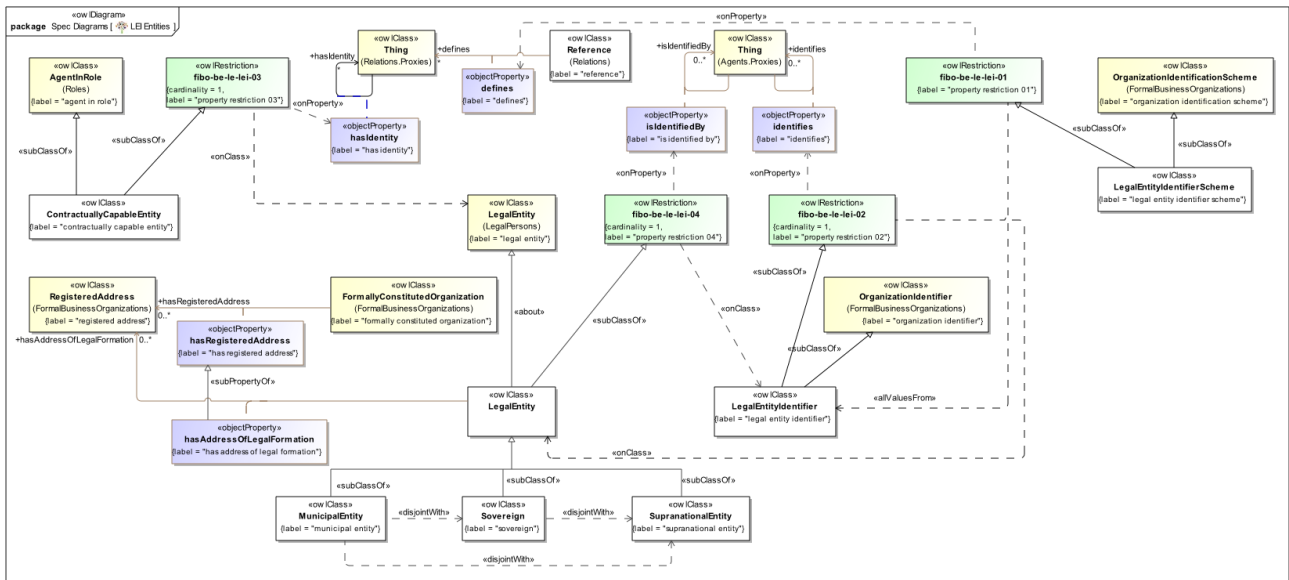 «owlDiagram»
package Spec Diagrams [ LEI Entities ]
«owlClass»
AgentInRole
(Roles)
{label = "agent in role"}
«owlRestriction»
fibo-be-le-lei-03
{cardinality = 1,
label = "property restriction 03"}
+hasIdentity
*
«owlClass»
Thing
(Relations.Proxies)
+defines
*
«owlClass»
Reference
(Relations)
{label = "reference"}
«onProperty»
+isIdentifiedBy
0..*
«owlClass»
Thing
(Agents.Proxies)
+identifies
0..*
«owlRestriction»
fibo-be-le-lei-01
{label = "property restriction 01"}
«owlClass»
OrganizationIdentificationScheme
(FormalBusinessOrganizations)
{label = "organization identification scheme"}
«objectProperty»
defines
{label = "defines"}
«onProperty»
«objectProperty»
hasIdentity
{label = "has identity"}
«objectProperty»
isIdentifiedBy
{label = "is identified by"}
«objectProperty»
identifies
{label = "identifies"}
«subClassOf»
«subClassOf»
«onClass»
«subClassOf»
«subClassOf»
«onProperty»
«onProperty»
«owlClass»
LegalEntityIdentifierScheme
{label = "legal entity identifier scheme"}
«owlClass»
ContractuallyCapableEntity
{label = "contractually capable entity"}
«owlClass»
LegalEntity
(LegalPersons)
{label = "legal entity"}
«owlRestriction»
fibo-be-le-lei-04
{cardinality = 1,
label = "property restriction 04"}
«owlRestriction»
fibo-be-le-lei-02
{cardinality = 1,
label = "property restriction 02"}
«subClassOf»
«owlClass»
RegisteredAddress
(FormalBusinessOrganizations)
{label = "registered address"}
+hasRegisteredAddress
0..*
«owlClass»
FormallyConstitutedOrganization
(FormalBusinessOrganizations)
{label = "formally constituted organization"}
«about»
«subClassOf»
«onClass»
«owlClass»
OrganizationIdentifier
(FormalBusinessOrganizations)
{label = "organization identifier"}
+hasAddressOfLegalFormation
0..*
«objectProperty»
hasRegisteredAddress
{label = "has registered address"}
«subPropertyOf»
«subClassOf»
«owlClass»
LegalEntity
«owlClass»
LegalEntityIdentifier
{label = "legal entity identifier"}
«allValuesFrom»
«objectProperty»
hasAddressOfLegalFormation
{label = "has address of legal formation"}
«onClass»
«subClassOf»
«subClassOf»
«subClassOf»
«owlClass»
MunicipalEntity
{label = "municipal entity"}
«disjointWith»
«owlClass»
Sovereign
{label = "sovereign"}
«disjointWith»
«owlClass»
SupranationalEntity
{label = "supranational entity"}
«disjointWith»